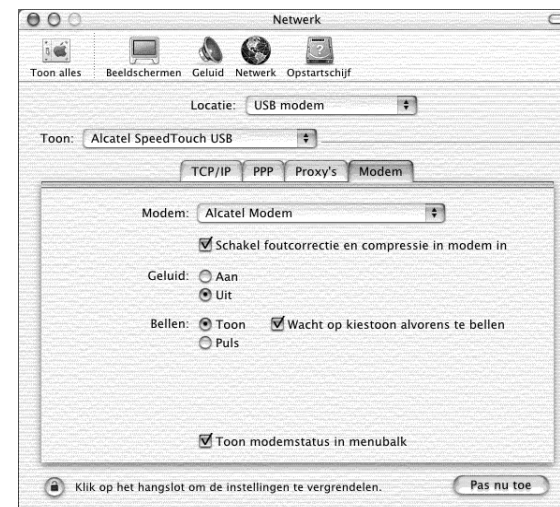 Netwerk
Toon alles Beeldschermen Geluid Netwerk Opstartschijf
Locatie: USB modem
Toon: Alcatel SpeedTouch USB
TCP/IP PPP Proxy's Modem
Modem: Alcatel Modem
Schakel foutcorrectie en compressie in modem in
Geluid: Aan
Uit
Bellen: Toon Wacht op kiestoon alvorens te bellen
Puls
Toon modemstatus in menubalk
Klik op het hangslot om de instellingen te vergrendelen. Pas nu toe